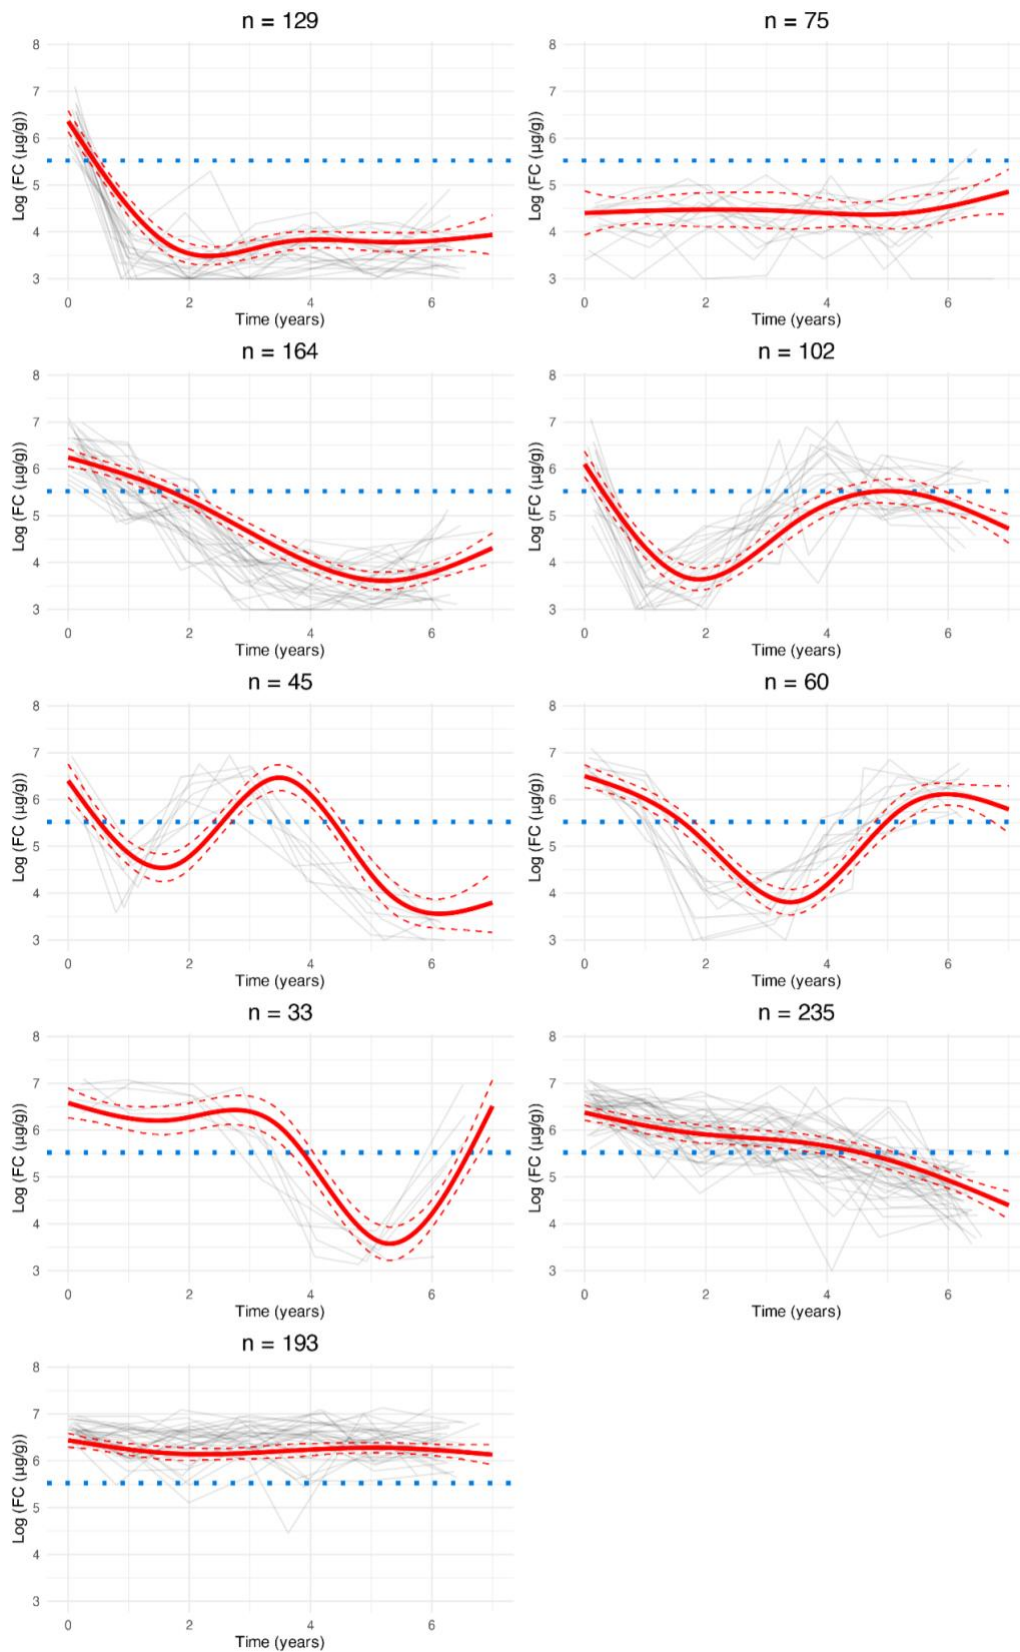 n = 129
8
7
6
5
4
3
Log (FC (µg/g))
0 2 4 6
Time (years)
n = 75
8
7
6
5
4
3
Log (FC (µg/g))
0 2 4 6
Time (years)
n = 164
8
7
6
5
4
3
Log (FC (µg/g))
0 2 4 6
Time (years)
n = 102
8
7
6
5
4
3
Log (FC (µg/g))
0 2 4 6
Time (years)
n = 45
8
7
6
5
4
3
Log (FC (µg/g))
0 2 4 6
Time (years)
n = 60
8
7
6
5
4
3
Log (FC (µg/g))
0 2 4 6
Time (years)
n = 33
8
7
6
5
4
3
Log (FC (µg/g))
0 2 4 6
Time (years)
n = 235
8
7
6
5
4
3
Log (FC (µg/g))
0 2 4 6
Time (years)
n = 193
8
7
6
5
4
3
Log (FC (µg/g))
0 2 4 6
Time (years)